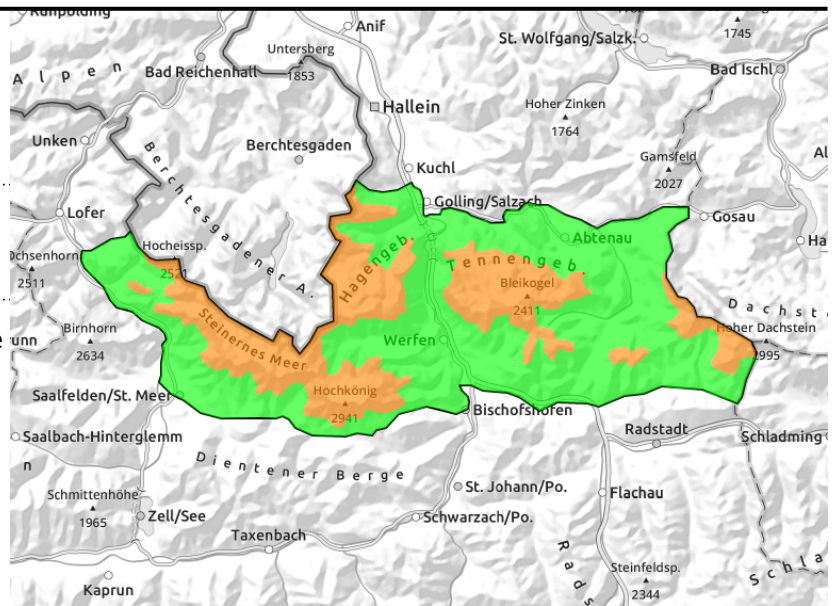 Anif
1745
St. Wolfgang/Salzk.
Untersberg
1853
Bad Reichenhall
Bad Ischl
Alpen
Hallein
Hoher Zinken
1764
Unken
Berchtesgaden
Gamsfeld
2027
Kuchl
Berchtesgadener A.
Golling/Salzach
Lofer
Gosau
Abtenau
Hocheissp.
2521
Ochsenhorn
2511
Hagengeb.
Tennengeb.
Bleikogel
2411
Steinernes Meer
Hoher Dachstein
2995
Birnhorn
2634
Werfen
Hochkönig
2941
Saalfelden/St. Meer
Bischofshofen
Radstadt
Saalbach-Hinterglemm
Schladming
Dientener Berge
Schmittenhöhe
1965
St. Johann/Po.
Flachau
Zell/See
Schwarzach/Po.
Taxenbach
Steinfeldsp.
2344
Kaprun